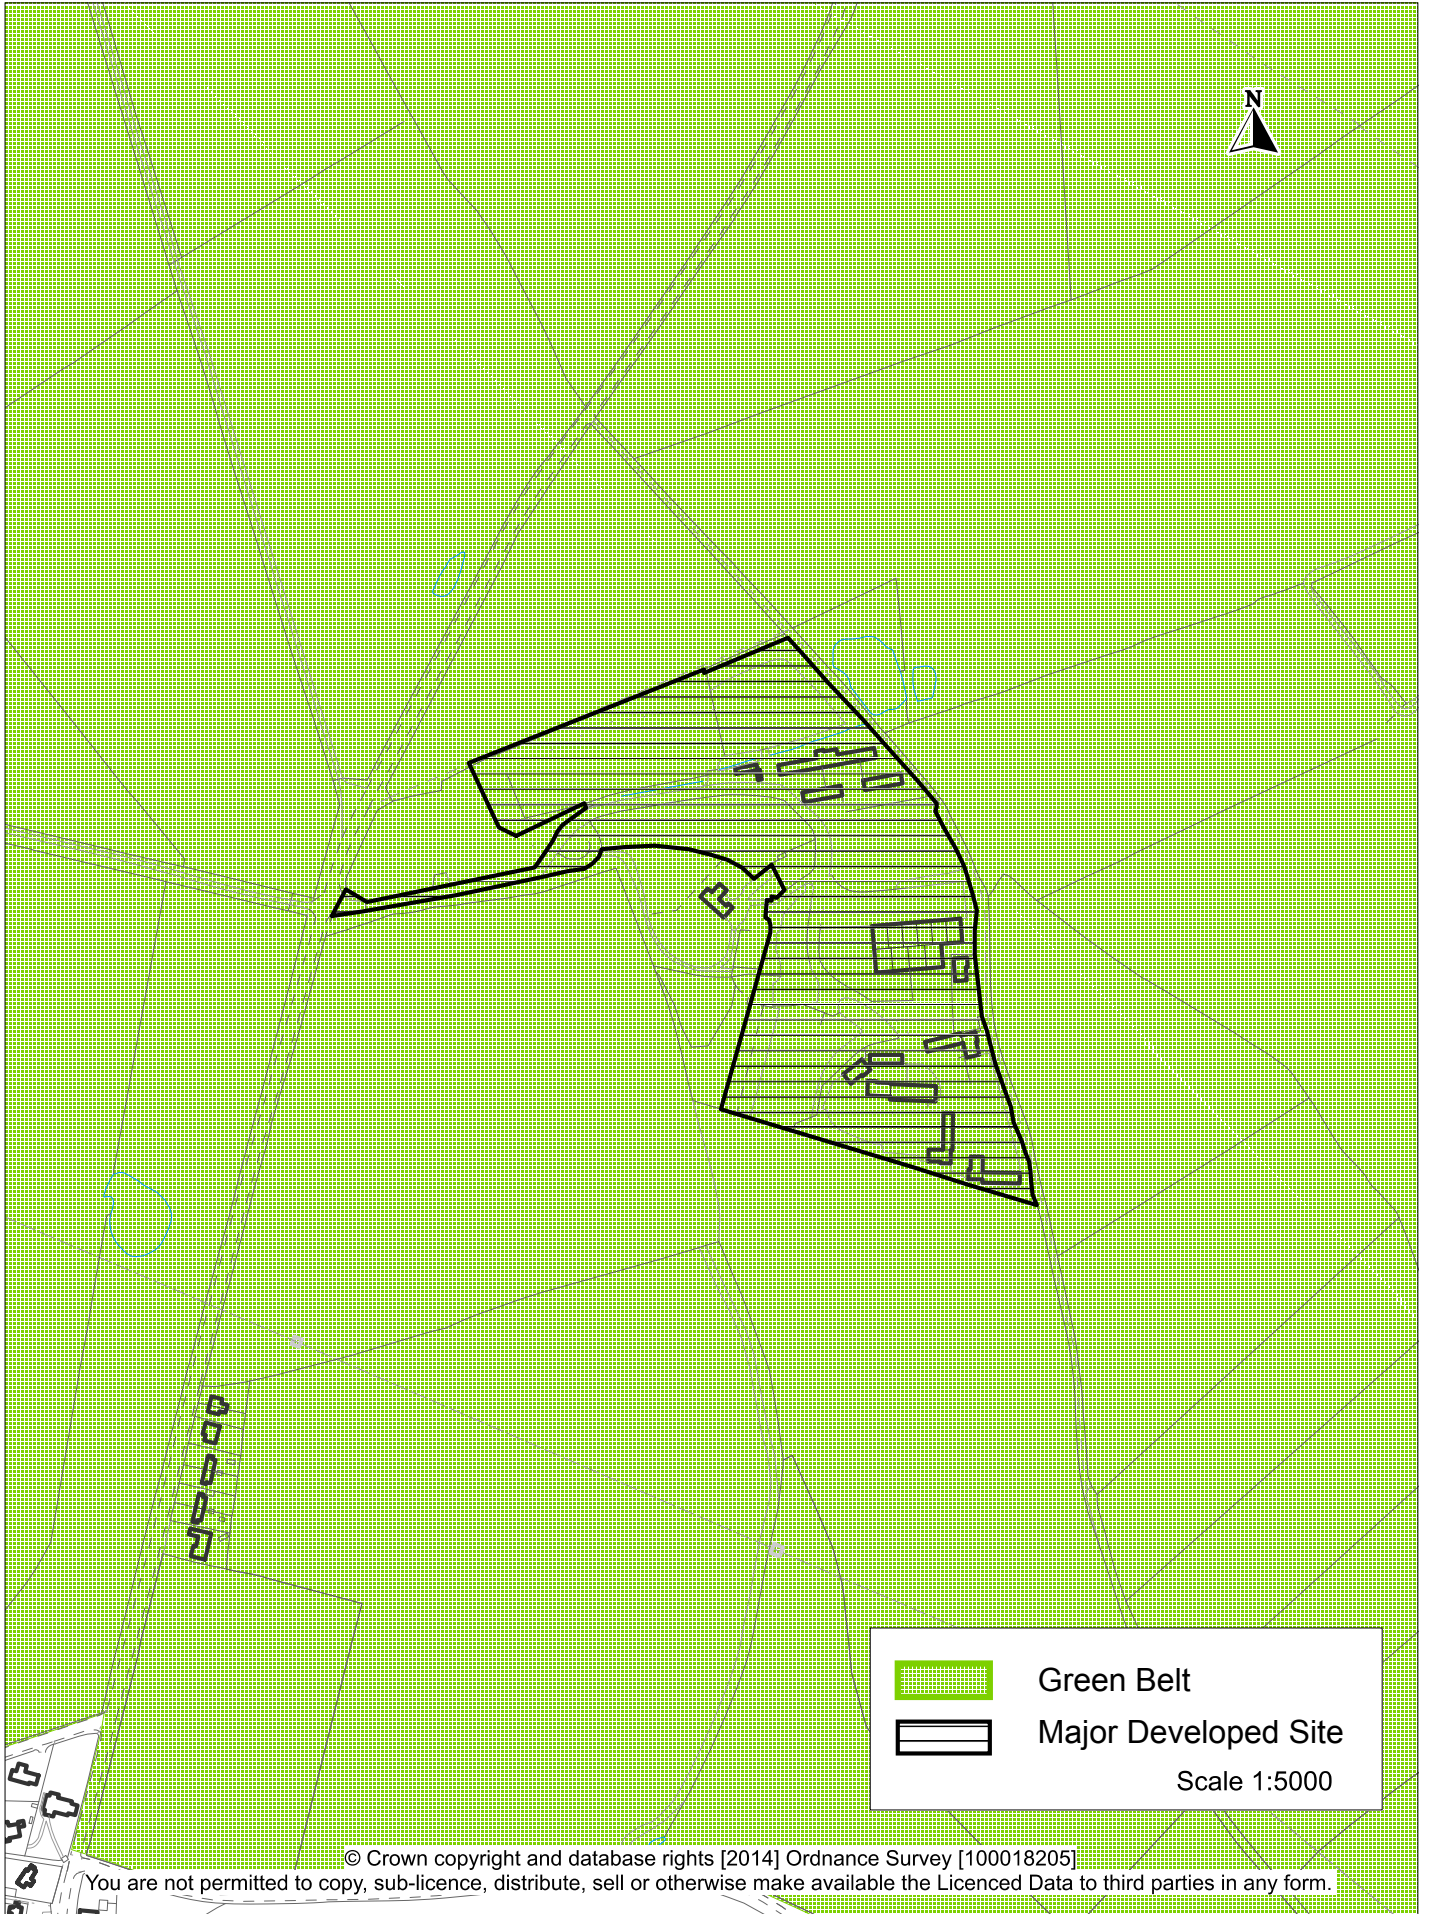 N
Green Belt
Major Developed Site
Scale 1:5000
© Crown copyright and database rights [2014] Ordnance Survey [100018205]
You are not permitted to copy, sub-licence, distribute, sell or otherwise make available the Licenced Data to third parties in any form.